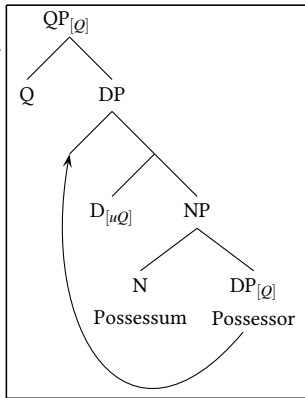 QP[Q]
Q DP
D[uQ] NP
N DP[Q]
Possessum Possessor